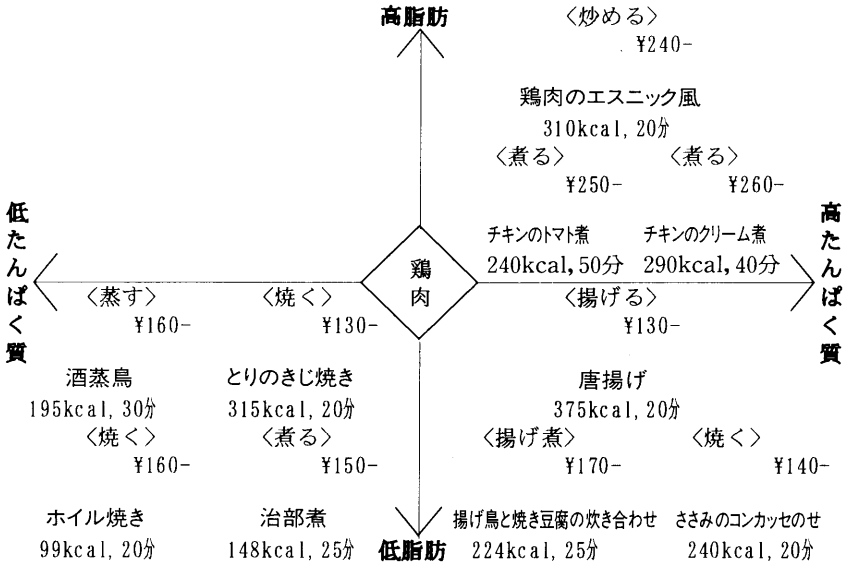 高脂肪
〈炒める〉
¥240-
鶏肉のエスニック風
310kcal, 20分
〈煮る〉
¥250-
チキンのトマト煮
240kcal, 50分
〈煮る〉
¥260-
チキンのクリーム煮
290kcal, 40分
低たんぱく質
鶏肉
高たんぱく質
〈蒸す〉
¥160-
酒蒸鳥
195kcal, 30分
〈焼く〉
¥130-
とりのきじ焼き
315kcal, 20分
〈揚げる〉
¥130-
唐揚げ
375kcal, 20分
〈焼く〉
¥160-
ホイル焼き
99kcal, 20分
〈煮る〉
¥150-
治部煮
148kcal, 25分
〈揚げ煮〉
¥170-
揚げ鳥と焼き豆腐の炊き合わせ
224kcal, 25分
〈焼く〉
¥140-
ささみのコンカッセのせ
240kcal, 20分
低脂肪